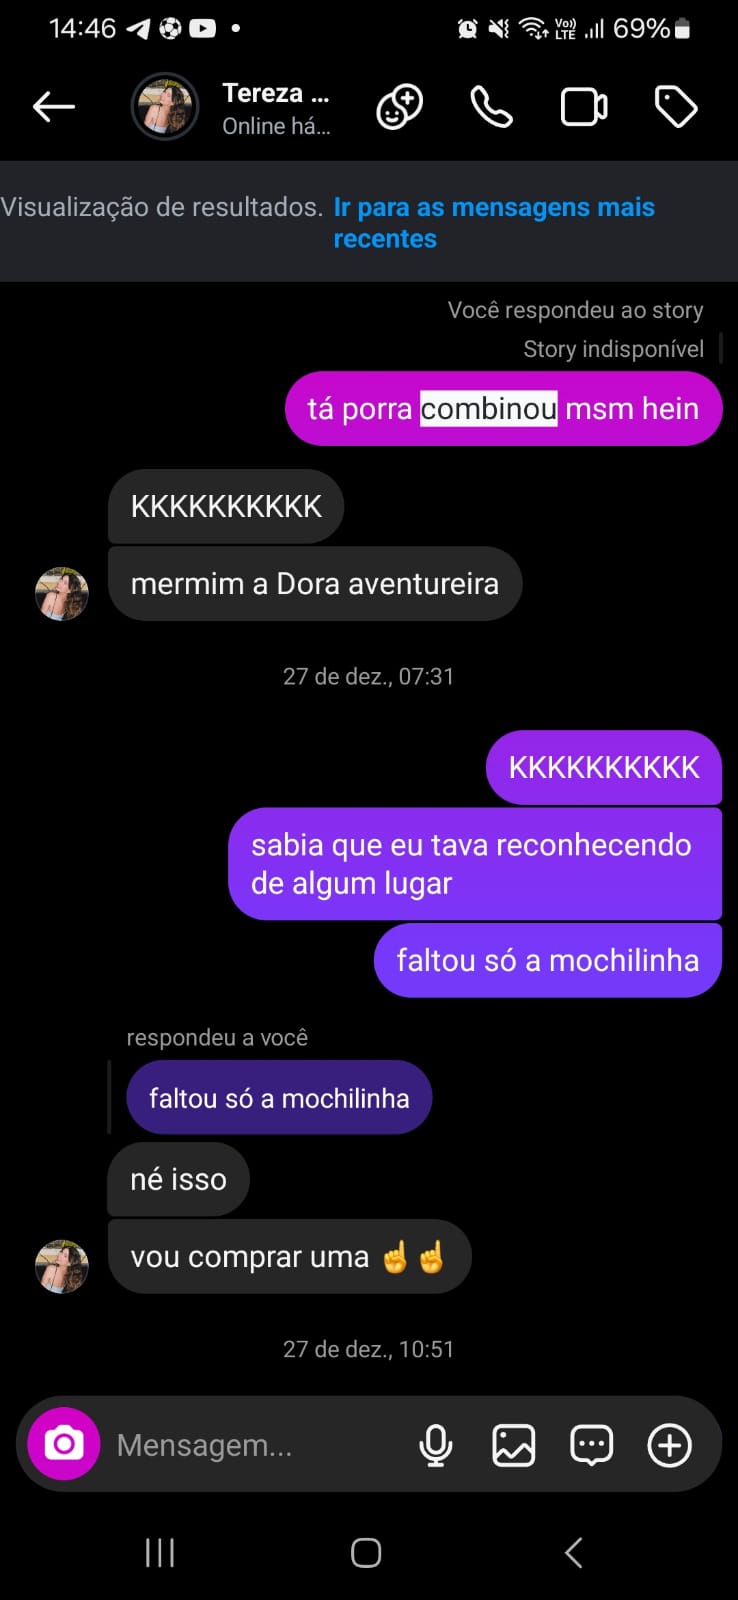 14:46
Vo))
LTE
69%
Tereza ...
Online há...
Visualização de resultados. Ir para as mensagens mais
recentes
Você respondeu ao story
Story indisponível
tá porra combinou msm hein
KKKKKKKKKK
mermim a Dora aventureira
27 de dez., 07:31
KKKKKKKKKK
sabia que eu tava reconhecendo
de algum lugar
faltou só a mochilinha
respondeu a você
faltou só a mochilinha
né isso
vou comprar uma ☝️☝️
27 de dez., 10:51
Mensagem...